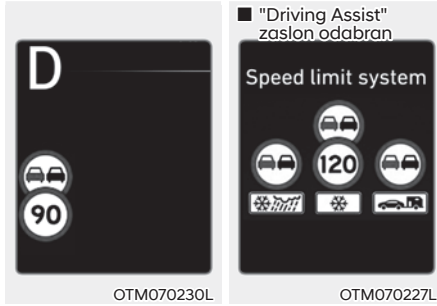 D
90
OTM070230L
■ "Driving Assist"
zaslon odabran
Speed limit system
120
OTM070227L